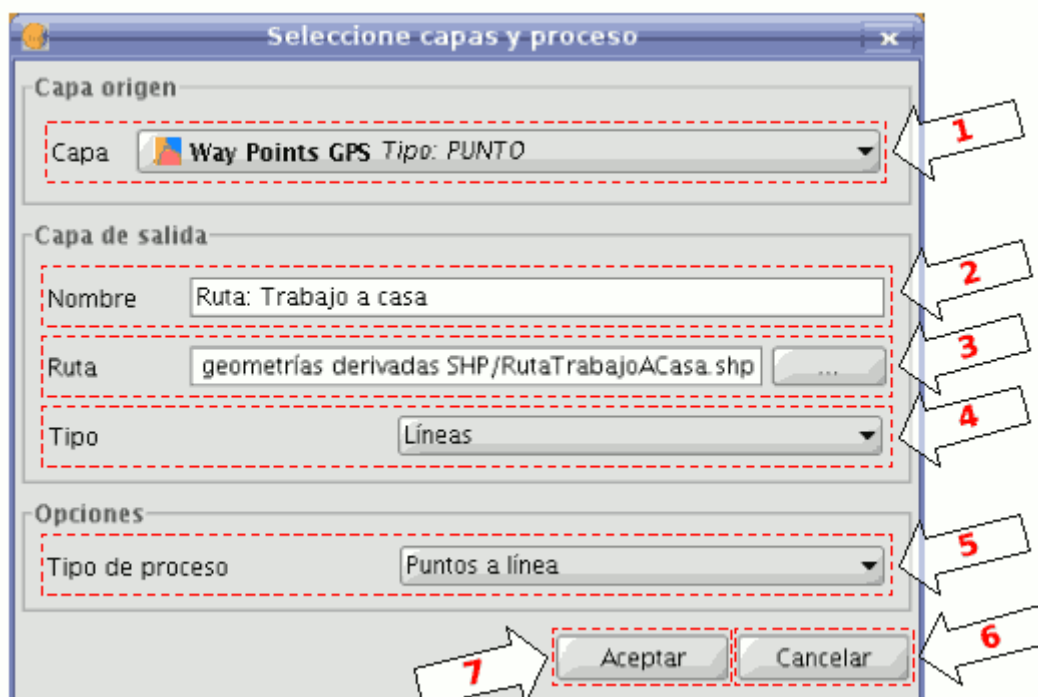 Seleccione capas y proceso
Capa origen
Capa Way Points GPS Tipo: PUNTO
1
Capa de salida
Nombre Ruta: Trabajo a casa
2
Ruta geometrías derivadas SHP/RutaTrabajoACasa.shp ...
3
Tipo Líneas
4
Opciones
Tipo de proceso Puntos a línea
5
7 Aceptar Cancelar 6